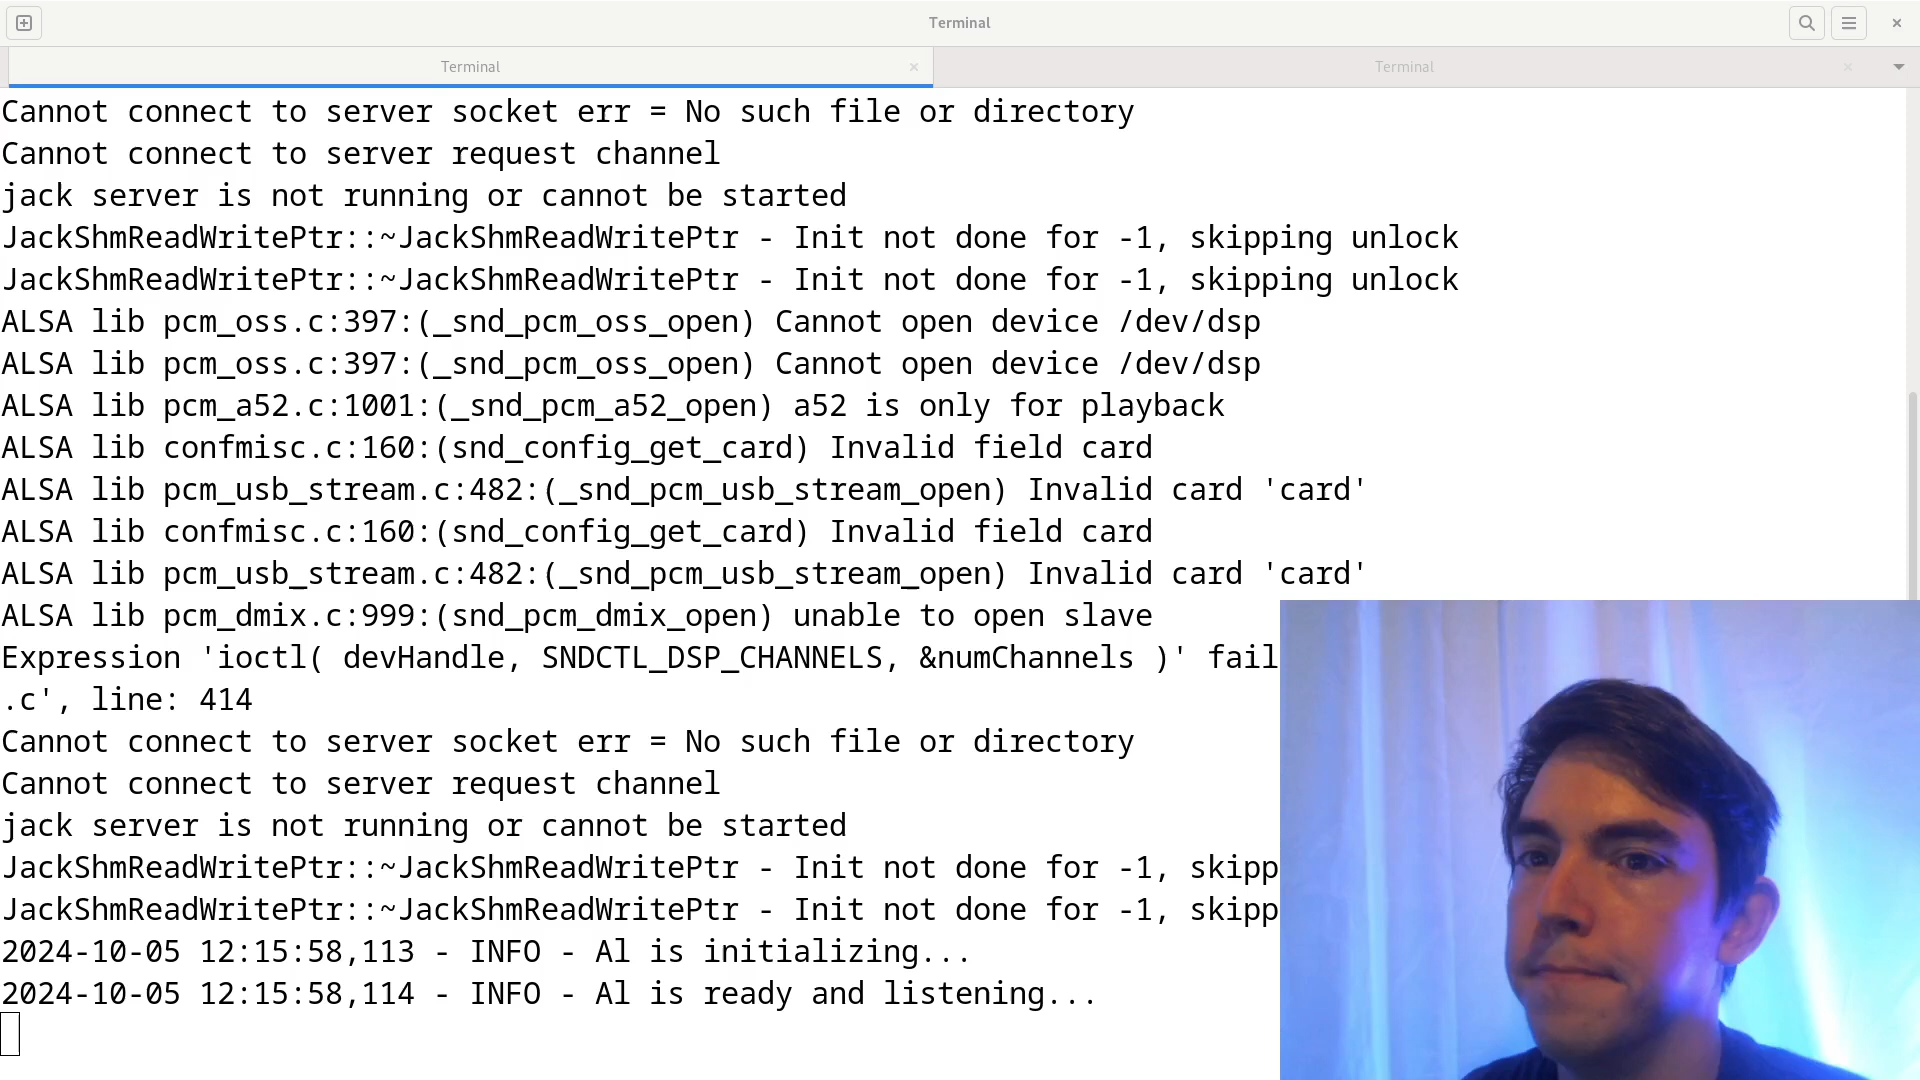 Terminal
Terminal
Terminal
Cannot connect to server socket err = No such file or directory
Cannot connect to server request channel
jack server is not running or cannot be started
JackShmReadWritePtr::~JackShmReadWritePtr - Init not done for -1, skipping unlock
JackShmReadWritePtr::~JackShmReadWritePtr - Init not done for -1, skipping unlock
ALSA lib pcm_oss.c:397:(_snd_pcm_oss_open) Cannot open device /dev/dsp
ALSA lib pcm_oss.c:397:(_snd_pcm_oss_open) Cannot open device /dev/dsp
ALSA lib pcm_a52.c:1001:(_snd_pcm_a52_open) a52 is only for playback
ALSA lib confmisc.c:160:(snd_config_get_card) Invalid field card
ALSA lib pcm_usb_stream.c:482:(_snd_pcm_usb_stream_open) Invalid card 'card'
ALSA lib confmisc.c:160:(snd_config_get_card) Invalid field card
ALSA lib pcm_usb_stream.c:482:(_snd_pcm_usb_stream_open) Invalid card 'card'
ALSA lib pcm_dmix.c:999:(snd_pcm_dmix_open) unable to open slave
Expression 'ioctl( devHandle, SNDCTL_DSP_CHANNELS, &numChannels )' fail
.c', line: 414
Cannot connect to server socket err = No such file or directory
Cannot connect to server request channel
jack server is not running or cannot be started
JackShmReadWritePtr::~JackShmReadWritePtr - Init not done for -1, skipp
JackShmReadWritePtr::~JackShmReadWritePtr - Init not done for -1, skipp
2024-10-05 12:15:58,113 - INFO - Al is initializing...
2024-10-05 12:15:58,114 - INFO - Al is ready and listening...